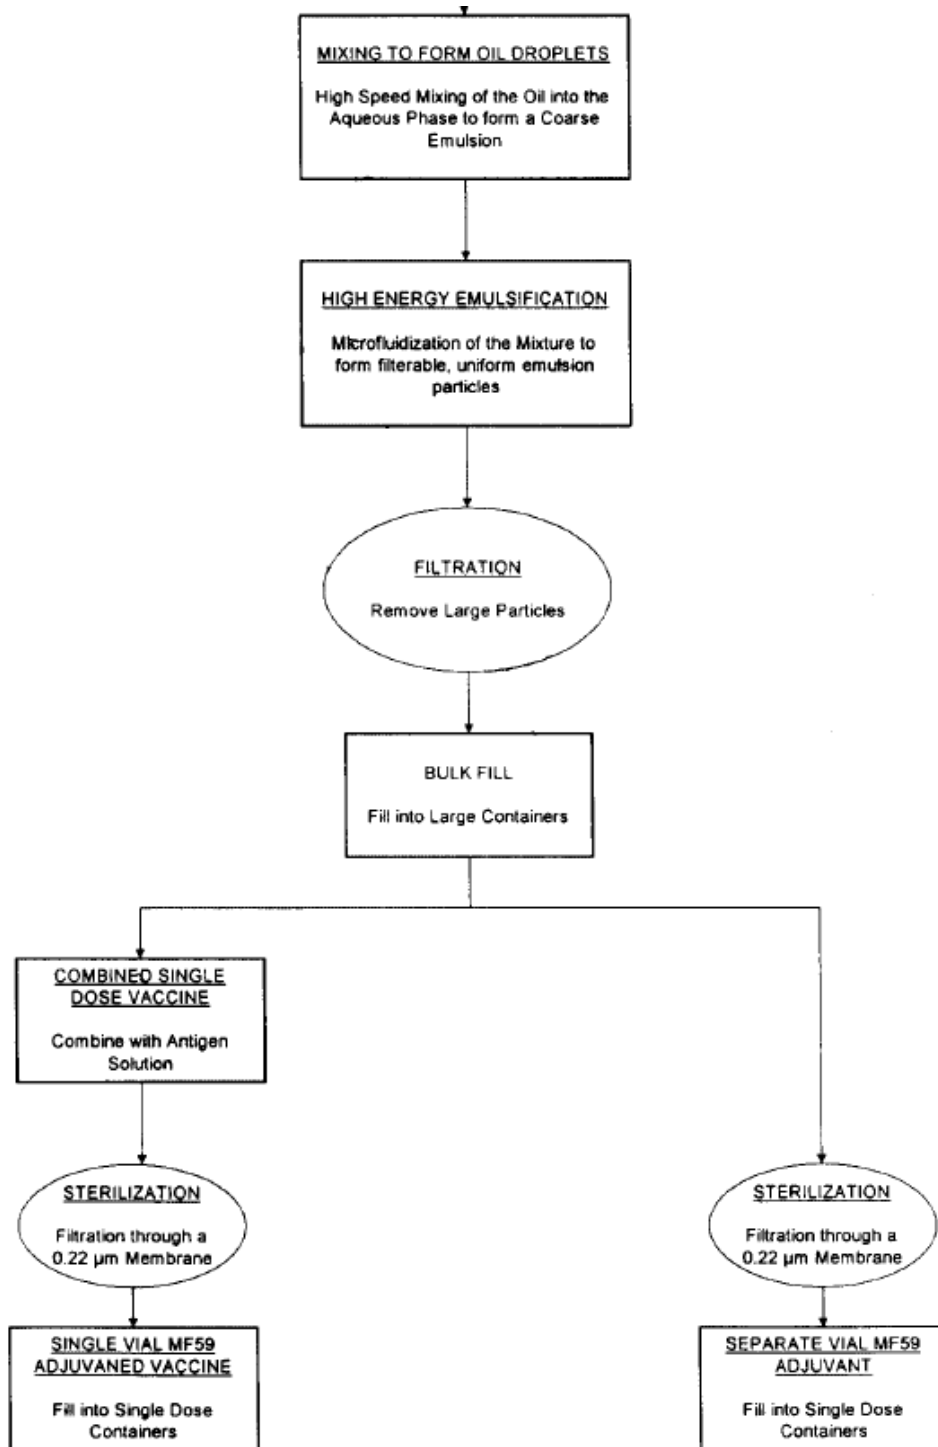 MIXING TO FORM OIL DROPLETS
High Speed Mixing of the Oil into the
Aqueous Phase to form a Coarse
Emulsion
HIGH ENERGY EMULSIFICATION
Microfluidization of the Mixture to
form filterable, uniform emulsion
particles
FILTRATION
Remove Large Particles
BULK FILL
Fill into Large Containers
COMBINED SINGLE
DOSE VACCINE
Combine with Antigen
Solution
STERILIZATION
Filtration through a
0.22 µm Membrane
SINGLE VIAL MF59
ADJUVANED VACCINE
Fill into Single Dose
Containers
STERILIZATION
Filtration through a
0.22 µm Membrane
SEPARATE VIAL MF59
ADJUVANT
Fill into Single Dose
Containers